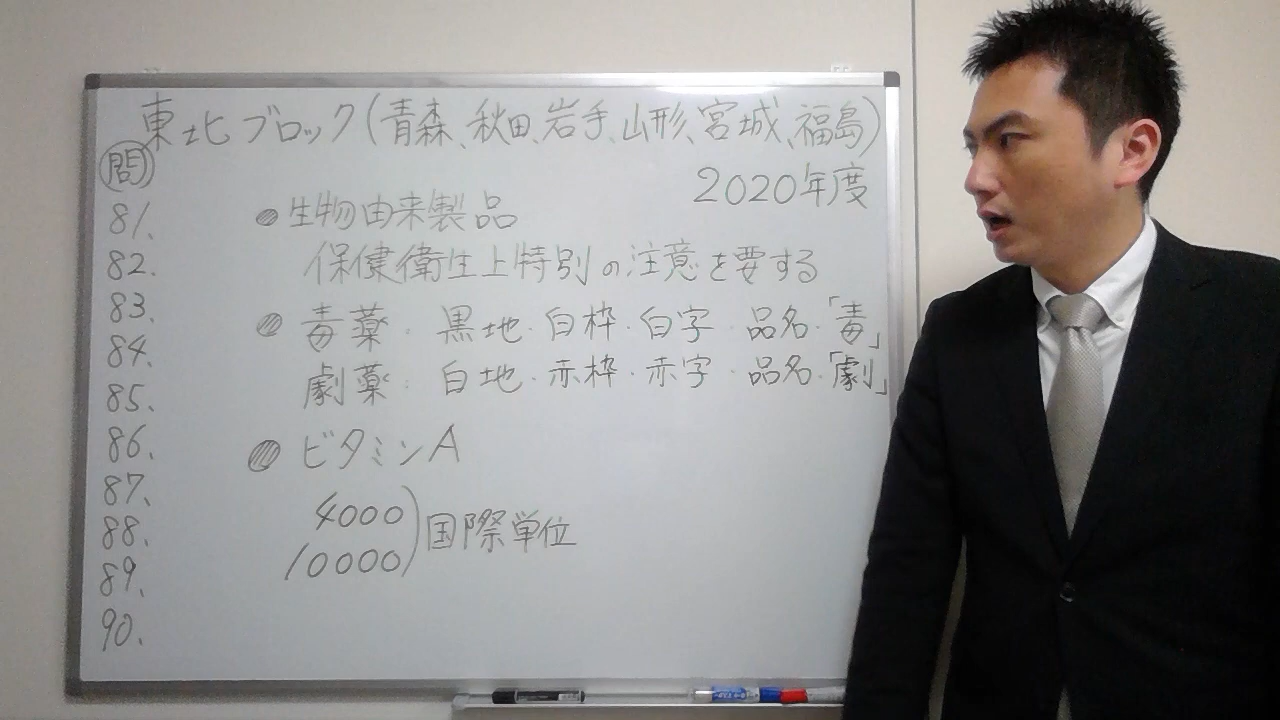 東北ブロック(青森、秋田、岩手、山形、宮城、福島)
2020年度
問
81、
82、
83、
84、
85、
86、
87、
88、
89、
90、
●生物由来製品
保健衛生上特別の注意を要する
●毒薬・黒地・白枠・白字・品名・「毒」
劇薬・白地・赤枠・赤字・品名・「劇」
●ビタミンA
4000
10000)国際単位